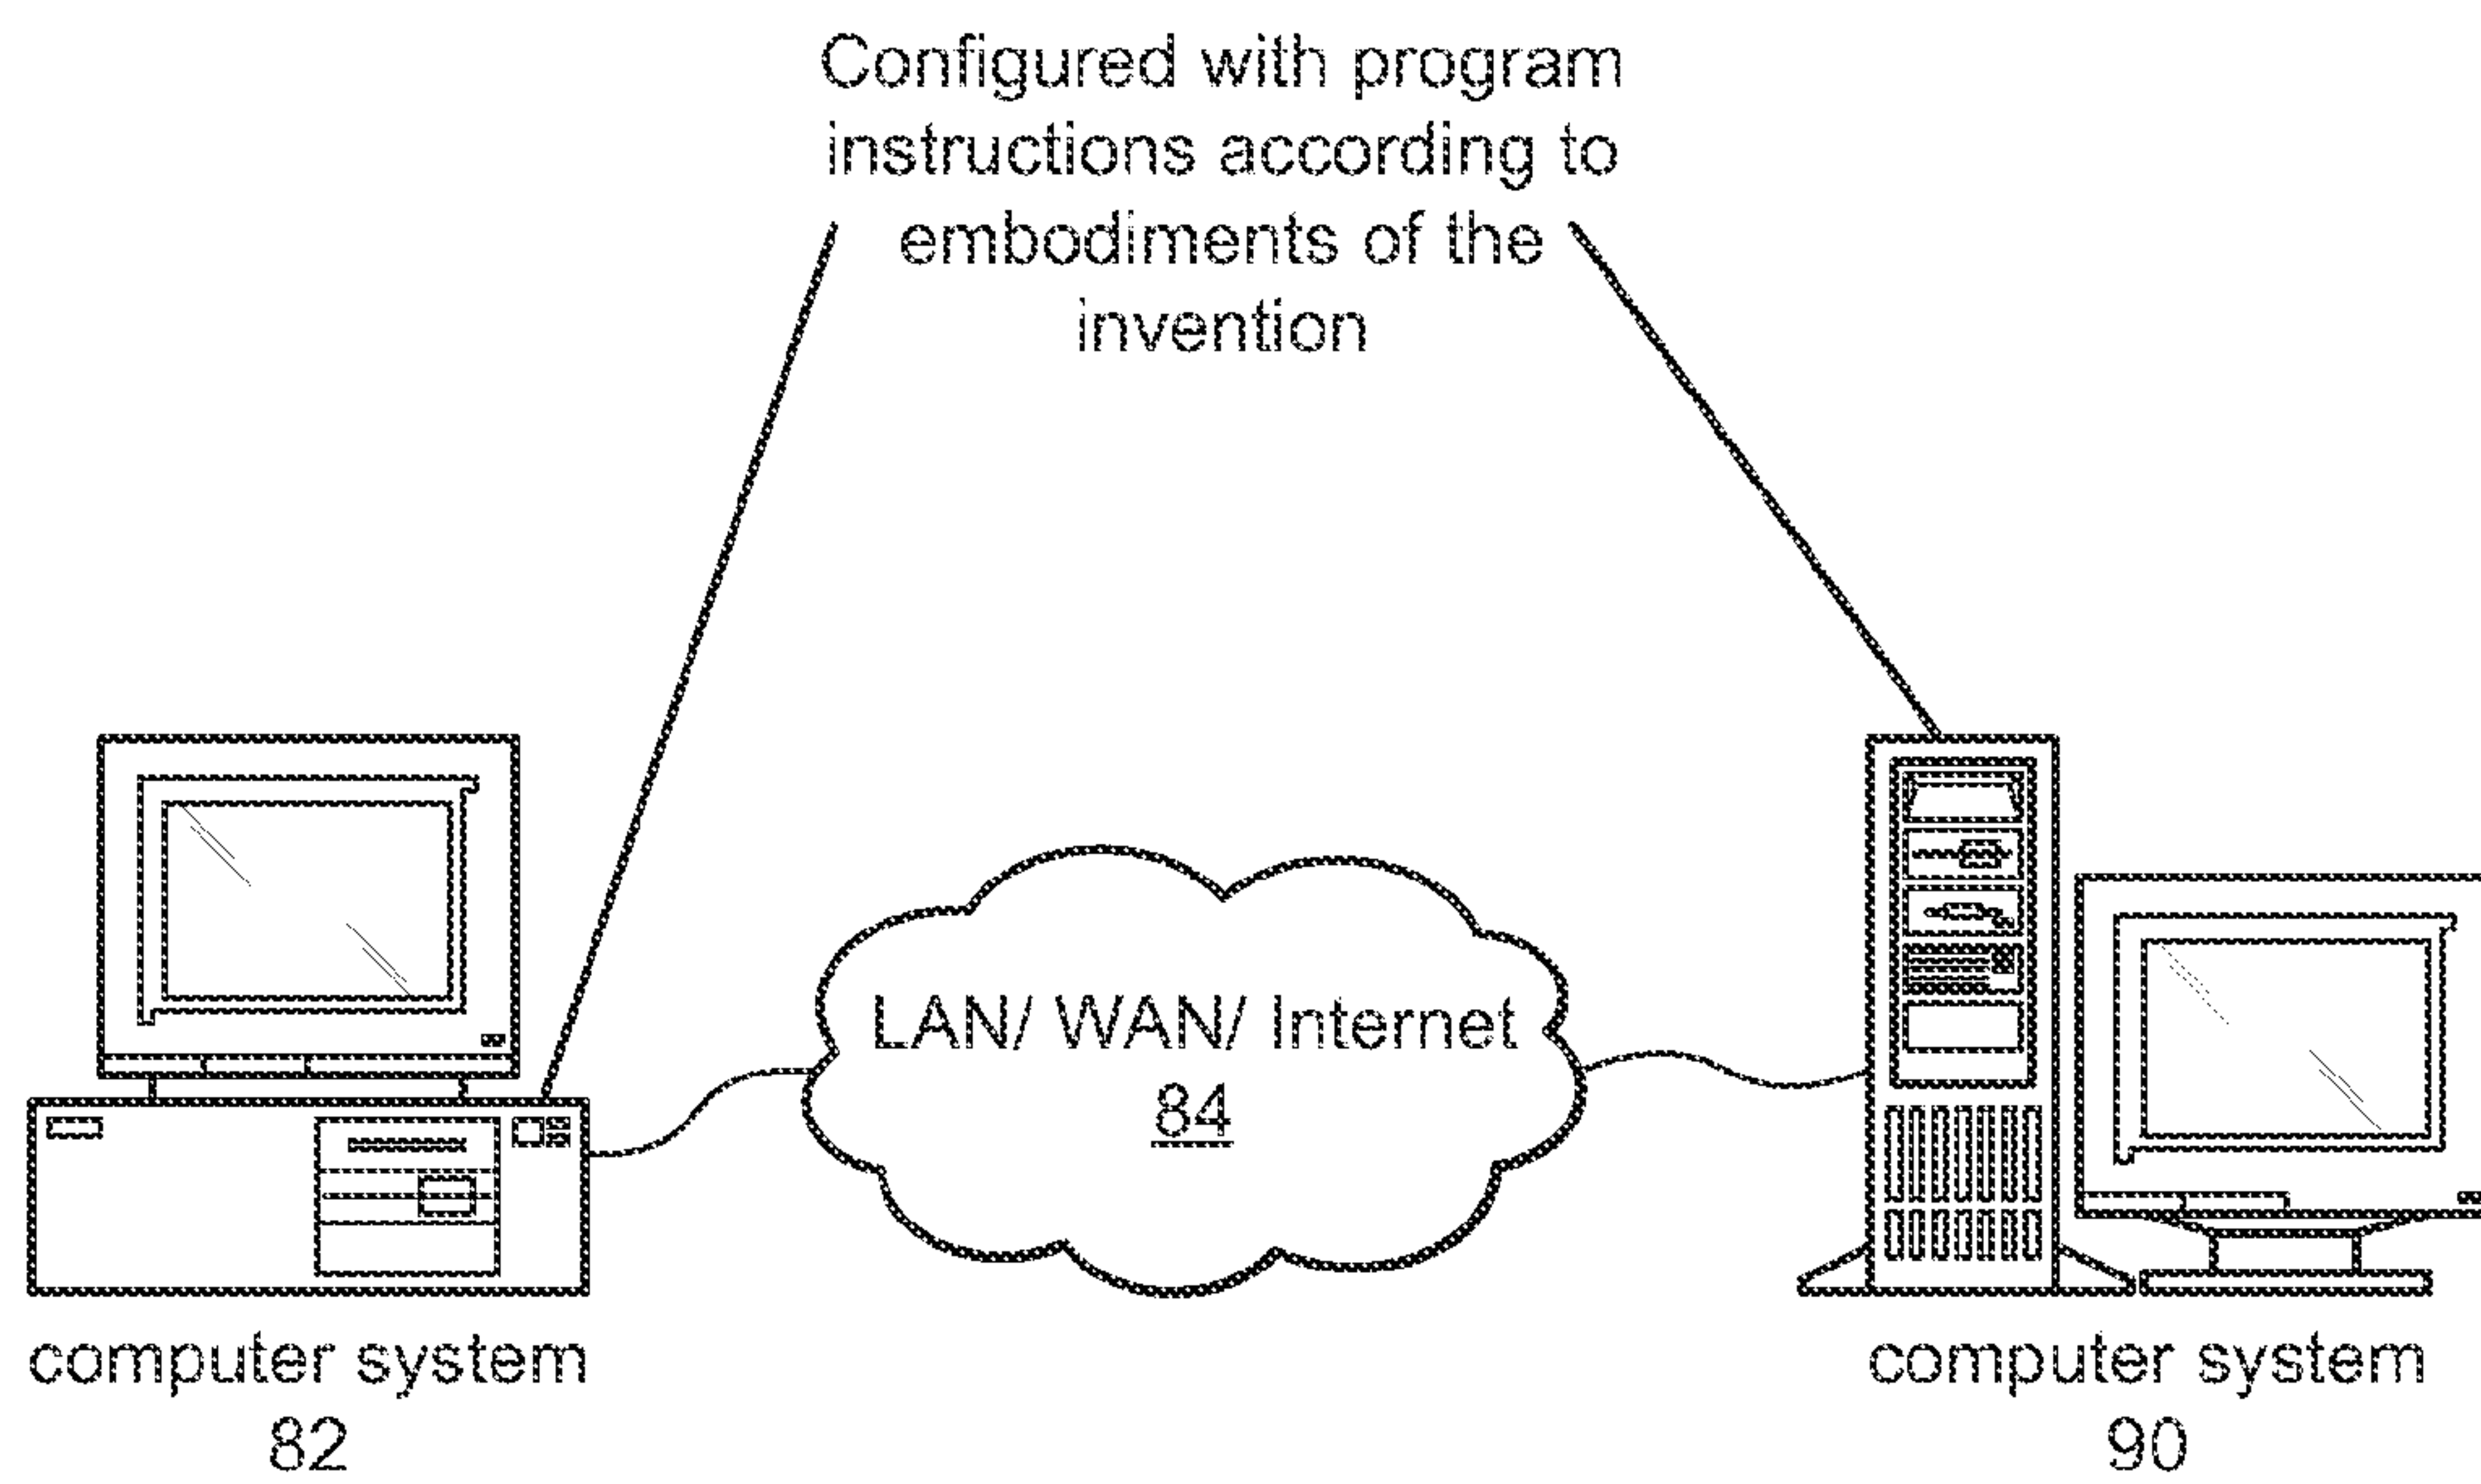 Configured with program
instructions according to
embodiments of the
invention
LAN/ WAN/ Internet
84
computer system
82
computer system
90